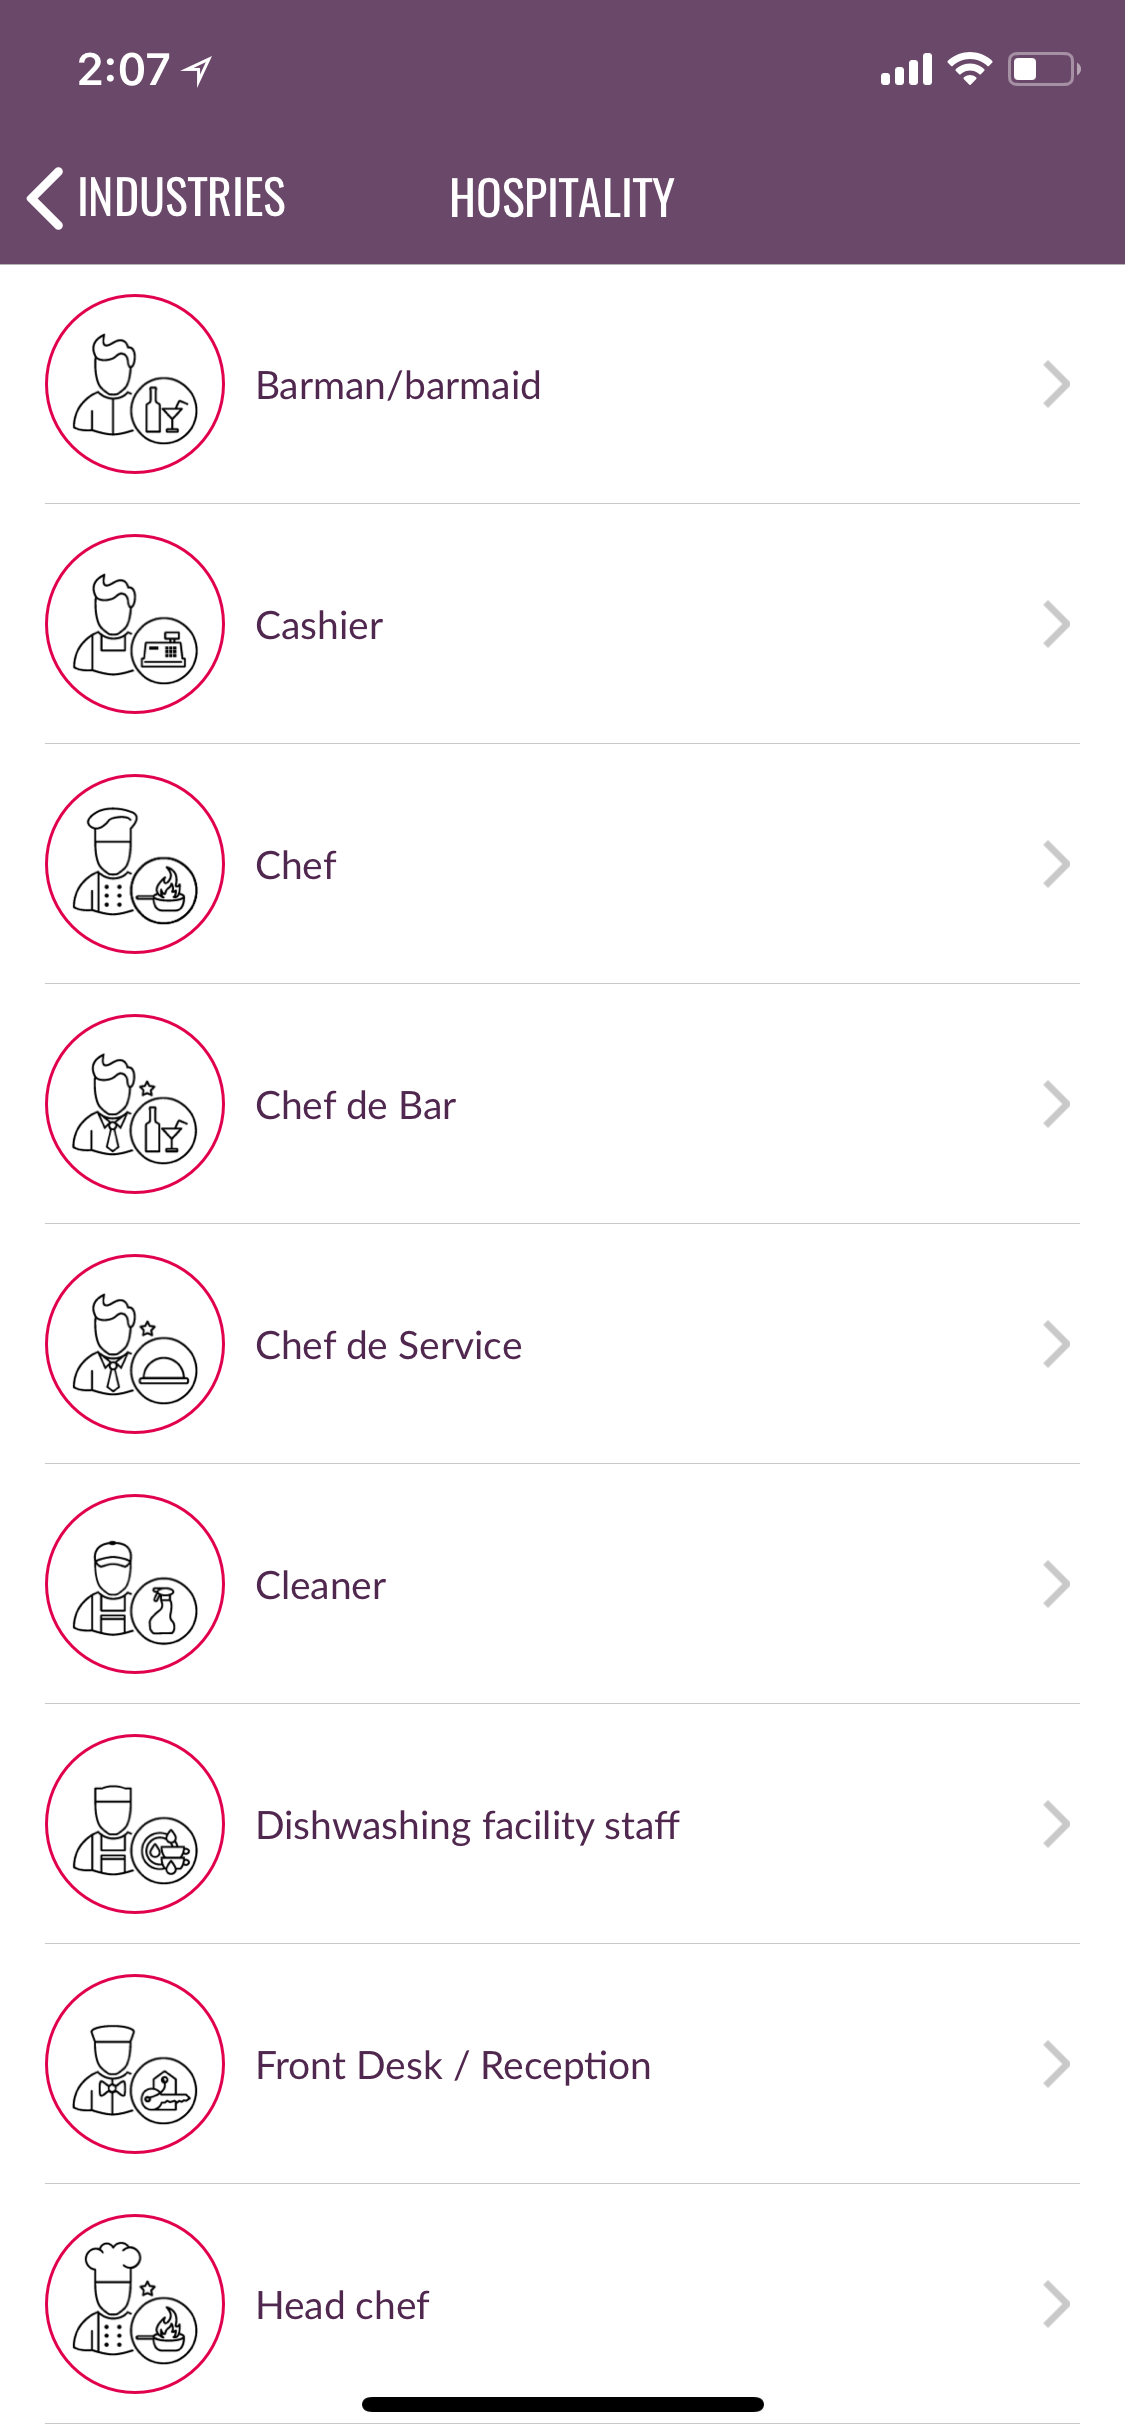 2:07
INDUSTRIES
HOSPITALITY
Barman/barmaid
Cashier
Chef
Chef de Bar
Chef de Service
Cleaner
Dishwashing facility staff
Front Desk / Reception
Head chef